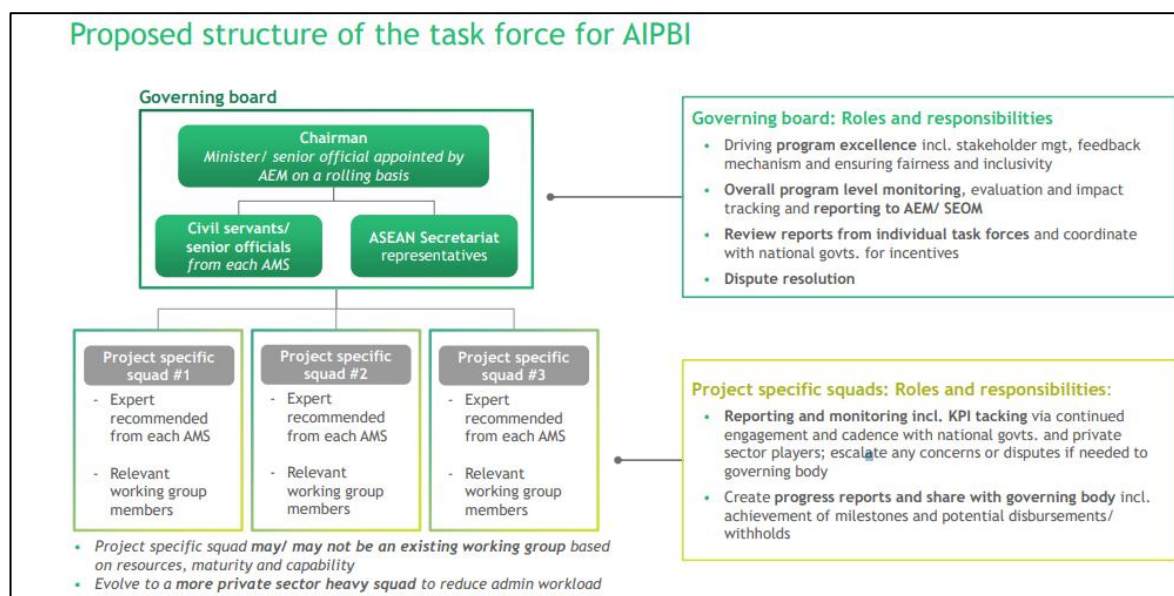 Proposed structure of the task force for AIPBI
Governing board
Chairman
Minister/ senior official appointed by
AEM on a rolling basis
Civil servants/
senior officials
from each AMS
ASEAN Secretariat
representatives
Project specific
squad #1
- Expert
recommended
from each AMS
- Relevant
working group
members
Project specific
squad #2
- Expert
recommended
from each AMS
- Relevant
working group
members
Project specific
squad #3
- Expert
recommended
from each AMS
- Relevant
working group
members
• Project specific squad may/ may not be an existing working group based
on resources, maturity and capability
• Evolve to a more private sector heavy squad to reduce admin workload
Governing board: Roles and responsibilities
• Driving program excellence incl. stakeholder mgt, feedback
mechanism and ensuring fairness and inclusivity
• Overall program level monitoring, evaluation and impact
tracking and reporting to AEM/ SEOM
• Review reports from individual task forces and coordinate
with national govts. for incentives
• Dispute resolution
Project specific squads: Roles and responsibilities:
• Reporting and monitoring incl. KPI tacking via continued
engagement and cadence with national govts. and private
sector players; escalate any concerns or disputes if needed to
governing body
• Create progress reports and share with governing body incl.
achievement of milestones and potential disbursements/
withholds